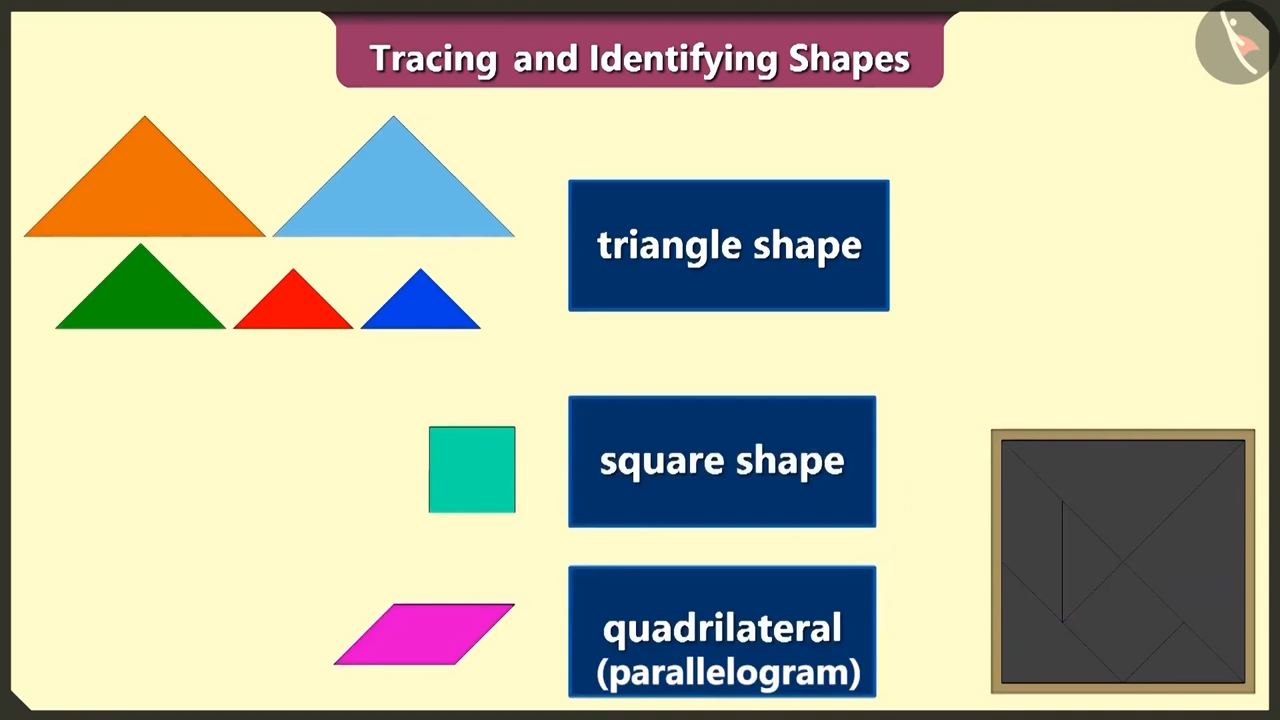 Tracing and Identifying Shapes
triangle shape
square shape
quadrilateral
(parallelogram)